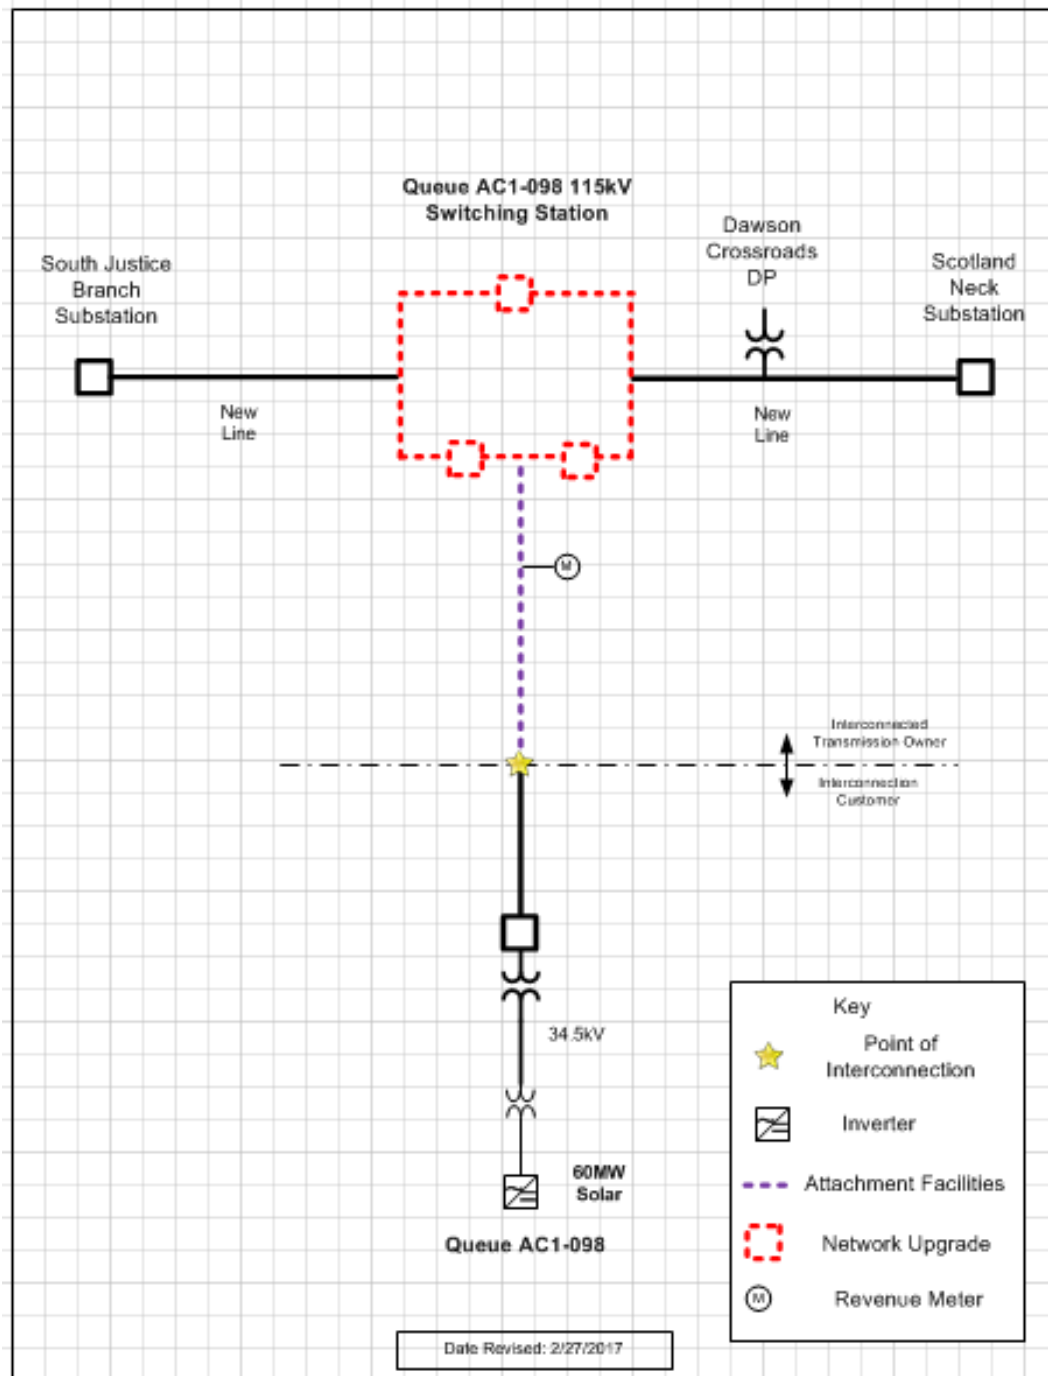 Queue AC1-098 115kV
Switching Station
South Justice
Branch
Substation
Dawson
Crossroads
DP
Scotland
Neck
Substation
New
Line
New
Line
M
Interconnected
Transmission Owner
Interconnection
Customer
34.5kV
60MW
Solar
Queue AC1-098
Key
Point of
Interconnection
Inverter
Attachment Facilities
Network Upgrade
M
Revenue Meter
Date Revised: 2/27/2017